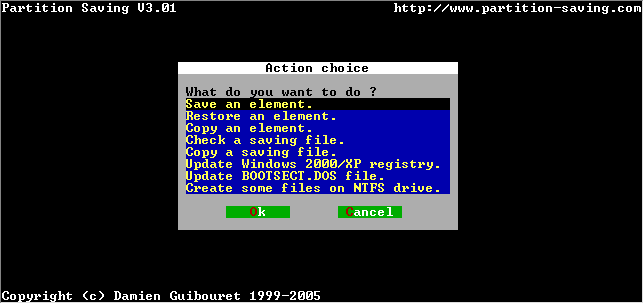 Partition Saving V3.01 http://www.partition-saving.com
Action choice
What do you want to do ?
Save an element.
Restore an element.
Copy an element.
Check a saving file.
Copy a saving file.
Update Windows 2000/XP registry.
Update BOOTSECT.DOS file.
Create some files on NTFS drive.
Ok Cancel
Copyright (c) Damien Guibouret 1999-2005